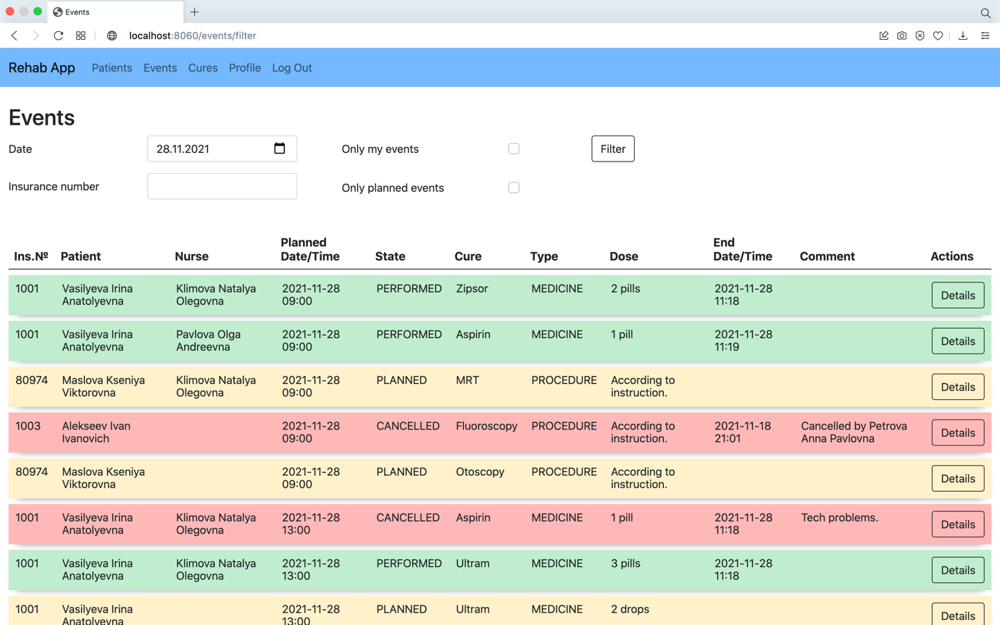 Events
localhost:8060/events/filter
Rehab App Patients Events Cures Profile Log Out
Events
Date 28.11.2021 Only my events Filter
Insurance number Only planned events
Planned End
Ins.№ Patient Nurse Date/Time State Cure Type Dose Date/Time Comment Actions
1001 Vasilyeva Irina Klimova Natalya 2021-11-28 PERFORMED Zipsor MEDICINE 2 pills 2021-11-28 Details
Anatolyevna Olegovna 09:00 11:18
1001 Vasilyeva Irina Pavlova Olga 2021-11-28 PERFORMED Aspirin MEDICINE 1 pill 2021-11-28 Details
Anatolyevna Andreevna 09:00 11:19
80974 Maslova Kseniya Klimova Natalya 2021-11-28 PLANNED MRT PROCEDURE According to Details
Viktorovna Olegovna 09:00 instruction.
1003 Alekseev Ivan 2021-11-28 CANCELLED Fluoroscopy PROCEDURE According to 2021-11-18 Cancelled by Petrova Details
Ivanovich 09:00 instruction. 21:01 Anna Pavlovna
80974 Maslova Kseniya 2021-11-28 PLANNED Otoscopy PROCEDURE According to Details
Viktorovna 09:00 instruction.
1001 Vasilyeva Irina Klimova Natalya 2021-11-28 CANCELLED Aspirin MEDICINE 1 pill 2021-11-28 Tech problems. Details
Anatolyevna Olegovna 13:00 11:18
1001 Vasilyeva Irina Klimova Natalya 2021-11-28 PERFORMED Ultram MEDICINE 3 pills 2021-11-28 Details
Anatolyevna Olegovna 13:00 11:18
1001 Vasilyeva Irina 2021-11-28 PLANNED Ultram MEDICINE 2 drops Details
Anatolyevna 13:00